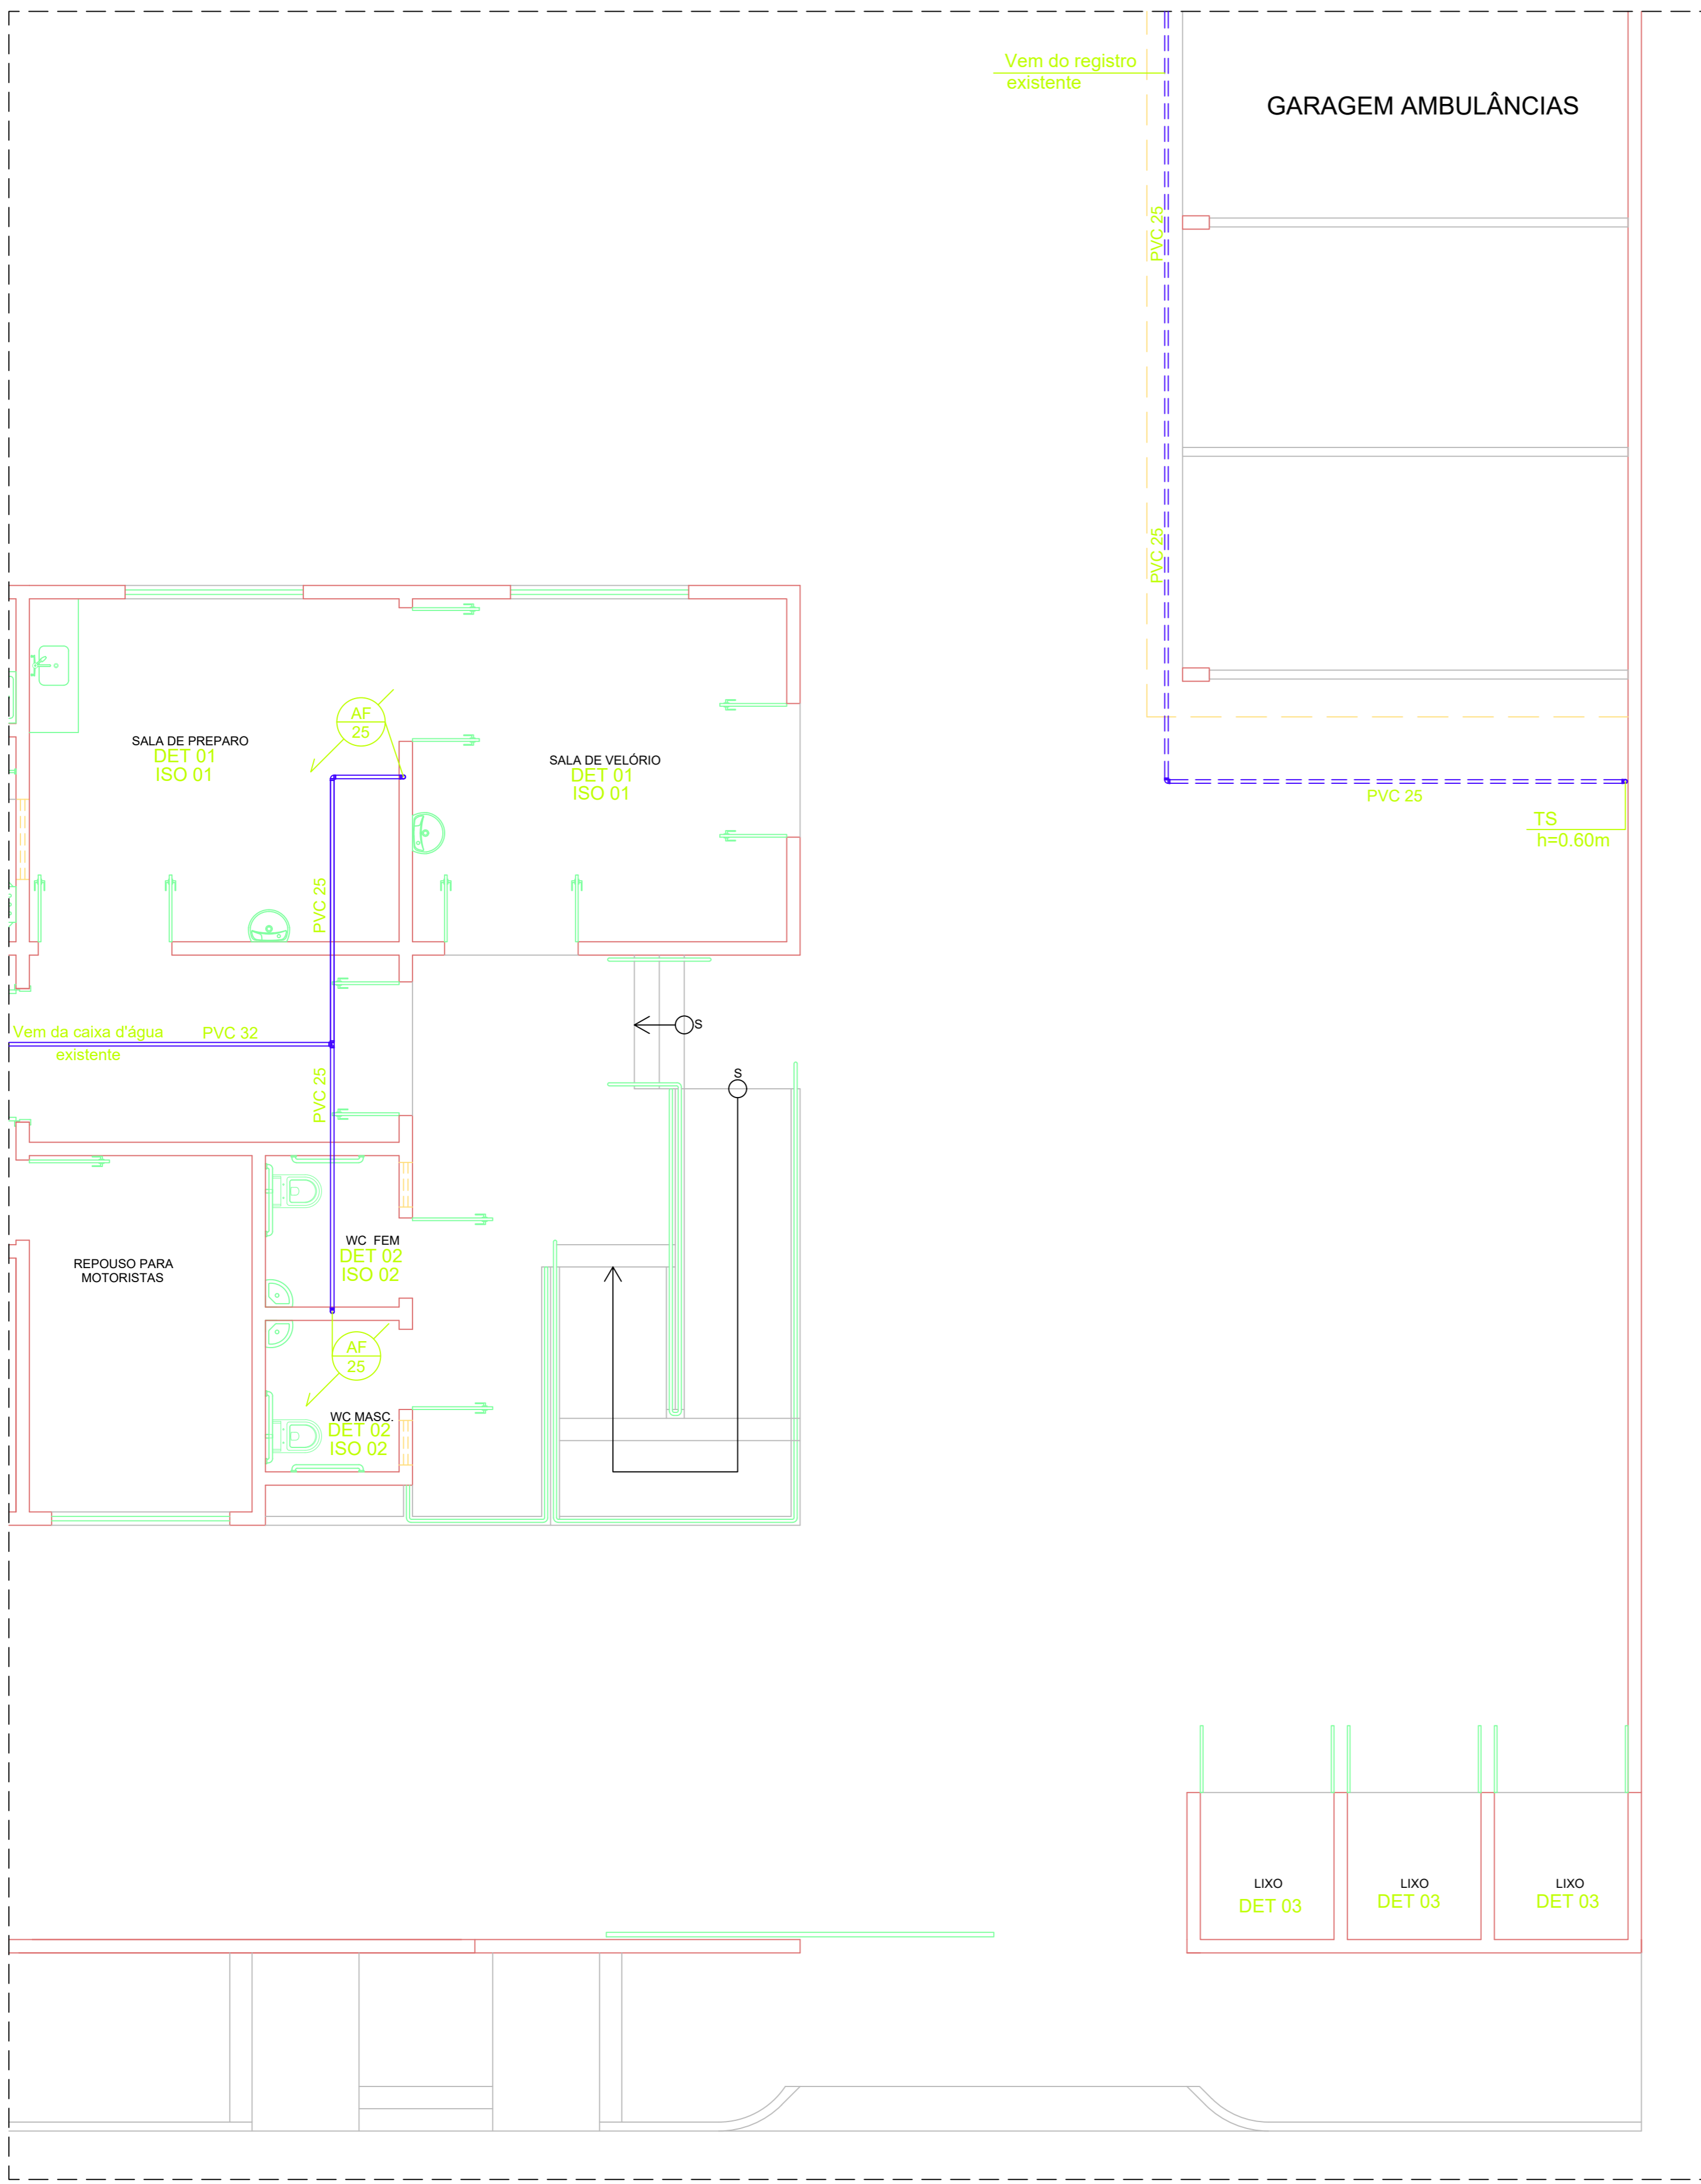 Vem do registro
existente
GARAGEM AMBULÂNCIAS
PVC 25
PVC 25
PVC 25
TS
h=0.60m
AF
25
SALA DE PREPARO
DET 01
ISO 01
SALA DE VELÓRIO
DET 01
ISO 01
PVC 25
Vem da caixa d'água
existente
PVC 32
PVC 25
S
S
REPOUSO PARA
MOTORISTAS
WC FEM
DET 02
ISO 02
AF
25
WC MASC.
DET 02
ISO 02
LIXO
DET 03
LIXO
DET 03
LIXO
DET 03